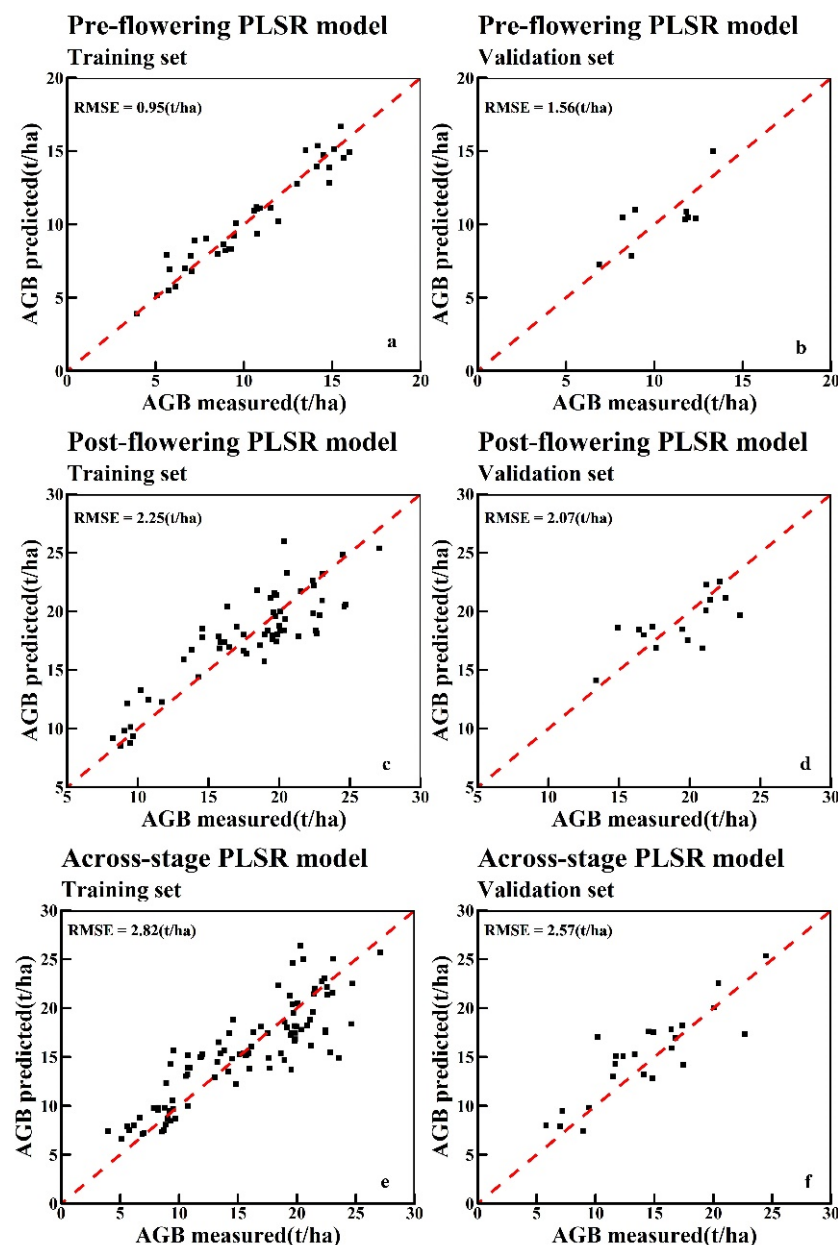 Pre-flowering PLSR model
Training set
20
RMSE = 0.95(t/ha)
15
10
5
0
AGB predicted(t/ha)
a
0 5 10 15 20
AGB measured(t/ha)
Pre-flowering PLSR model
Validation set
20
RMSE = 1.56(t/ha)
15
10
5
0
AGB predicted(t/ha)
b
0 5 10 15 20
AGB measured(t/ha)
Post-flowering PLSR model
Training set
30
RMSE = 2.25(t/ha)
25
20
15
10
5
AGB predicted(t/ha)
c
5 10 15 20 25 30
AGB measured(t/ha)
Post-flowering PLSR model
Validation set
30
RMSE = 2.07(t/ha)
25
20
15
10
5
AGB predicted(t/ha)
d
5 10 15 20 25 30
AGB measured(t/ha)
Across-stage PLSR model
Training set
30
RMSE = 2.82(t/ha)
25
20
15
10
5
0
AGB predicted(t/ha)
e
0 5 10 15 20 25 30
AGB measured(t/ha)
Across-stage PLSR model
Validation set
30
RMSE = 2.57(t/ha)
25
20
15
10
5
0
AGB predicted(t/ha)
f
0 5 10 15 20 25 30
AGB measured(t/ha)